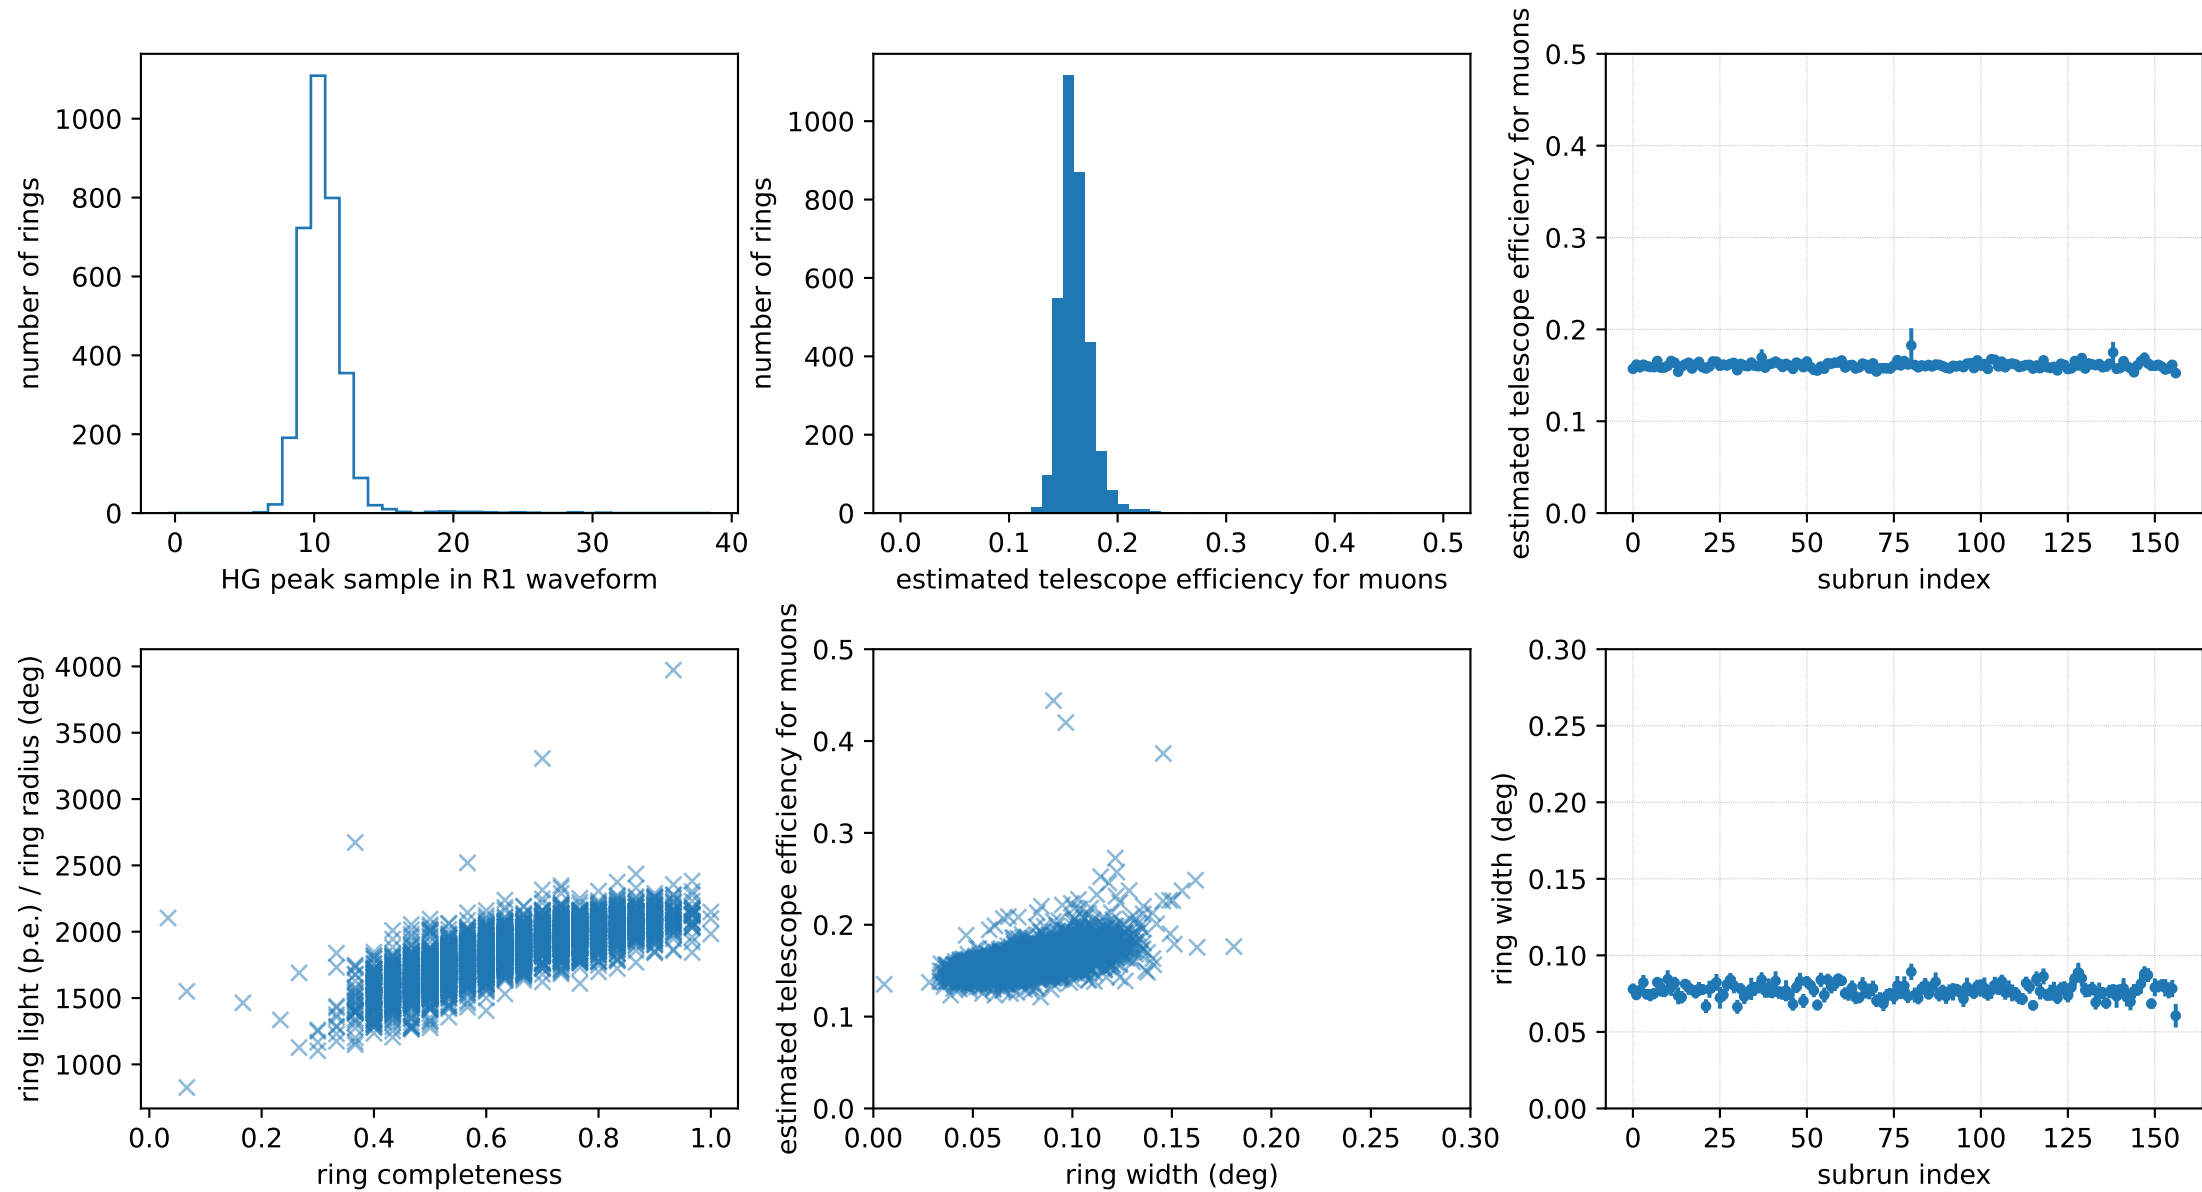 number of rings
1000
800
600
400
200
0
0 10 20 30 40
HG peak sample in R1 waveform
number of rings
1000
800
600
400
200
0
0.0 0.1 0.2 0.3 0.4 0.5
estimated telescope efficiency for muons
estimated telescope efficiency for muons
0.5
0.4
0.3
0.2
0.1
0.0
0 25 50 75 100 125 150
subrun index
ring light (p.e.) / ring radius (deg)
4000
3500
3000
2500
2000
1500
1000
0.0 0.2 0.4 0.6 0.8 1.0
ring completeness
estimated telescope efficiency for muons
0.5
0.4
0.3
0.2
0.1
0.0
0.00 0.05 0.10 0.15 0.20 0.25 0.30
ring width (deg)
ring width (deg)
0.30
0.25
0.20
0.15
0.10
0.05
0.00
0 25 50 75 100 125 150
subrun index